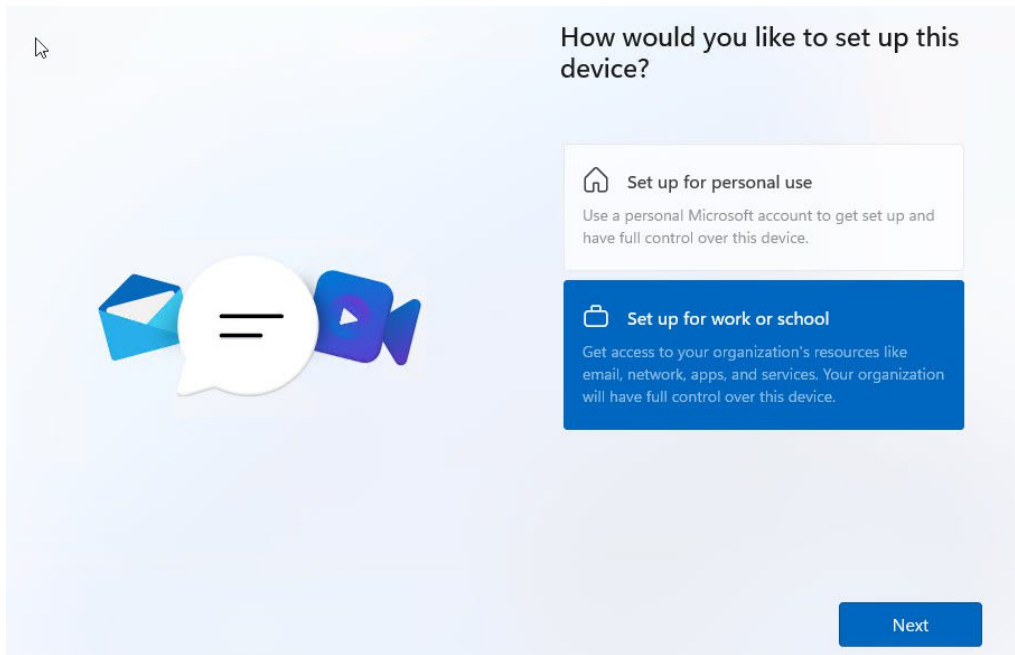 How would you like to set up this
device?
Set up for personal use
Use a personal Microsoft account to get set up and
have full control over this device.
Set up for work or school
Get access to your organization's resources like
email, network, apps, and services. Your organization
will have full control over this device.
Next